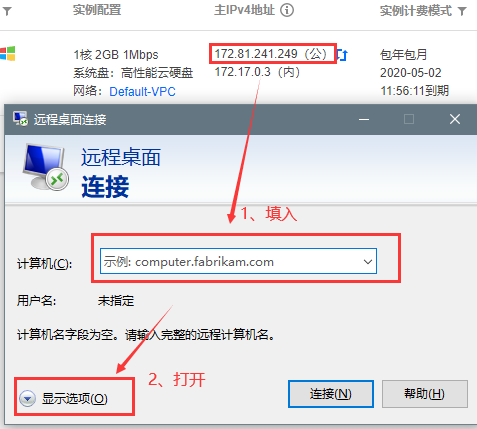 实例配置 主IPv4地址 实例计费模式
1核 2GB 1Mbps 172.81.241.249（公） 包年包月
系统盘：高性能云硬盘 172.17.0.3（内） 2020-05-02
网络：Default-VPC 11:56:11到期
远程桌面连接
远程桌面
连接
1、填入
计算机(C): 示例: computer.fabrikam.com
用户名: 未指定
计算机名字段为空。请输入完整的远程计算机名。
2、打开
显示选项(O) 连接(N) 帮助(H)